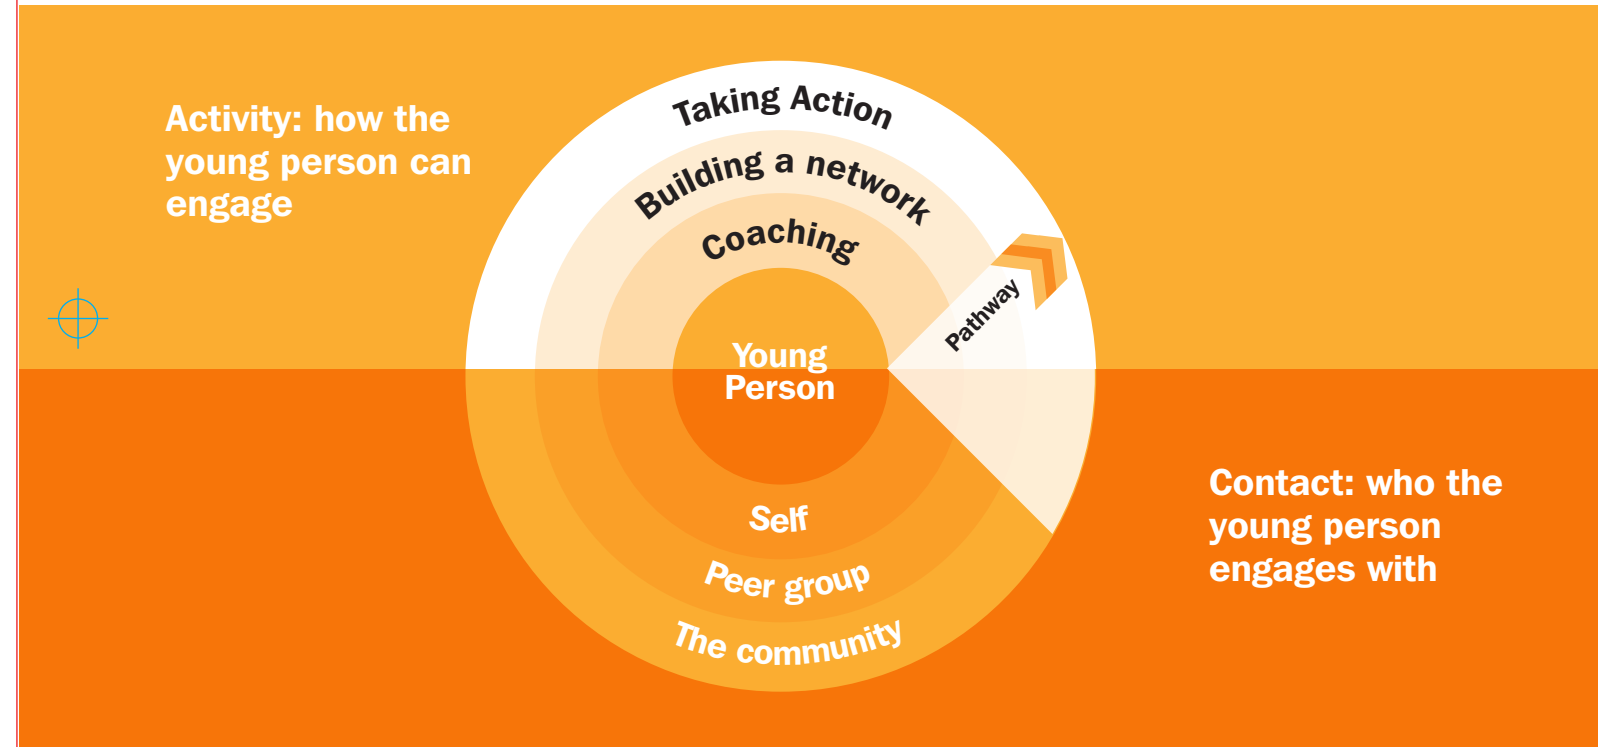 Activity: how the
young person can
engage
Taking Action
Building a network
Coaching
Pathway
Young
Person
Self
Peer group
The community
Contact: who the
young person
engages with